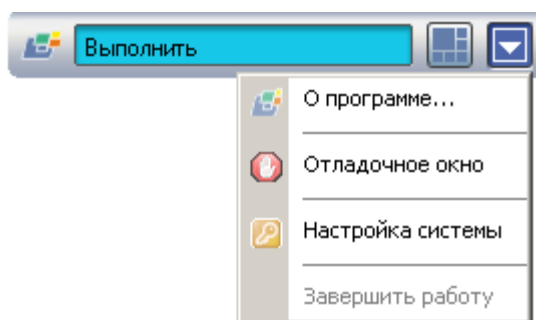 Выполнить
О программе...
Отладочное окно
Настройка системы
Завершить работу